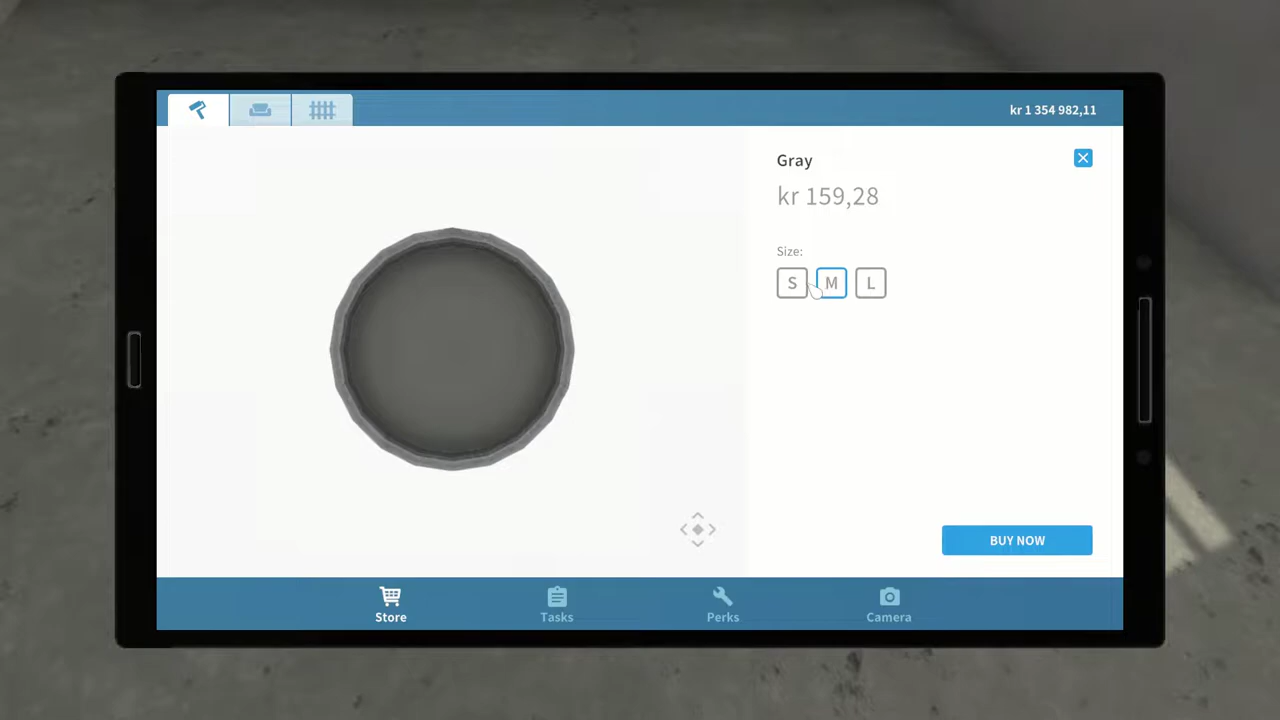 kr 1 354 982,11
Gray
kr 159,28
Size:
S M L
BUY NOW
Store Tasks Perks Camera